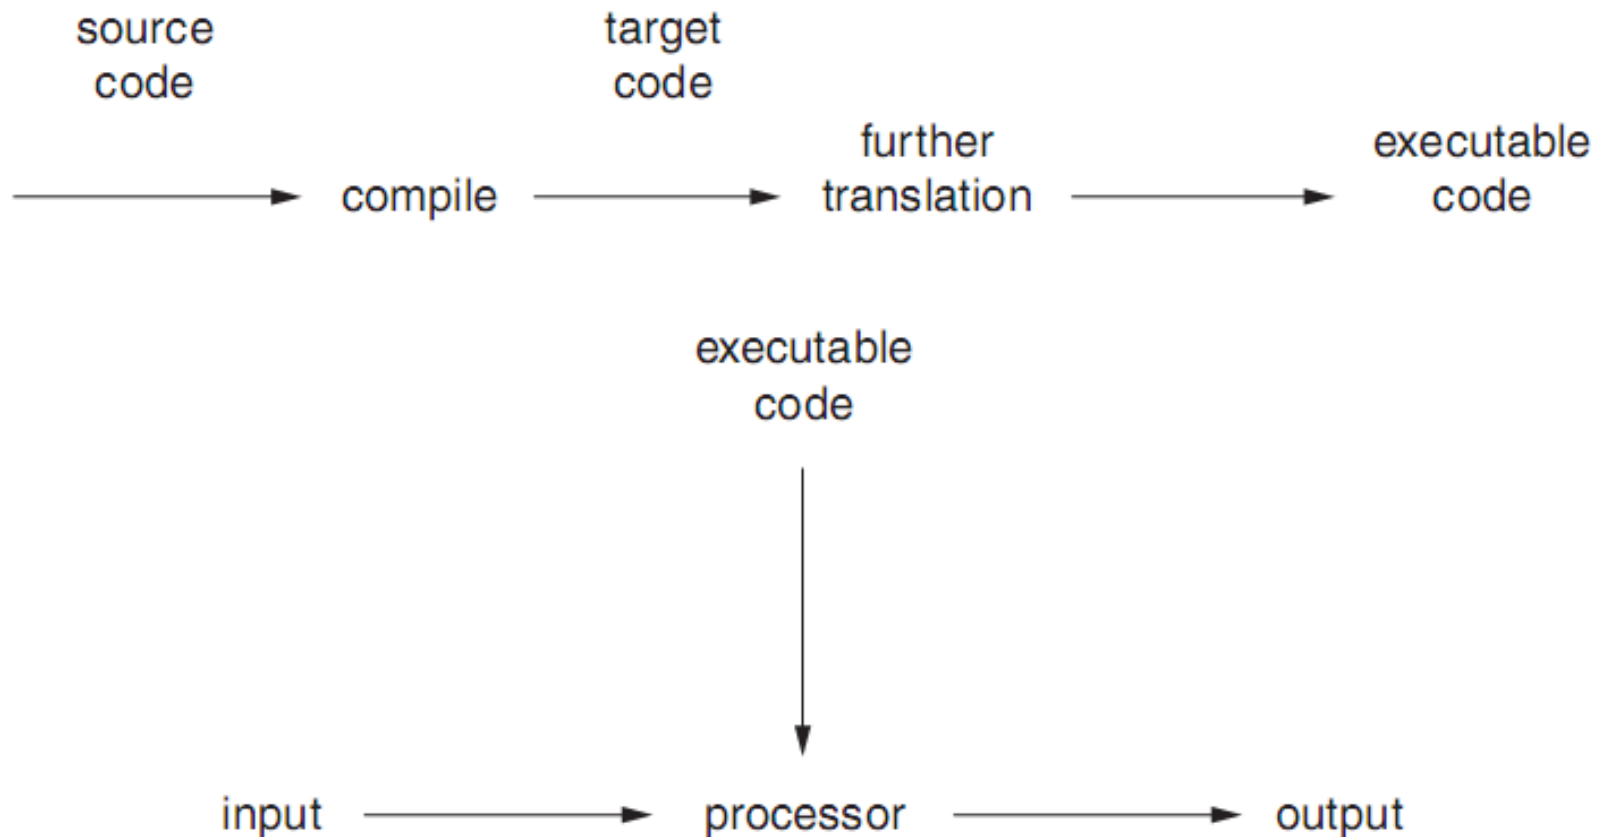 source
code
target
code
further
translation
executable
code
compile
executable
code
input
processor
output